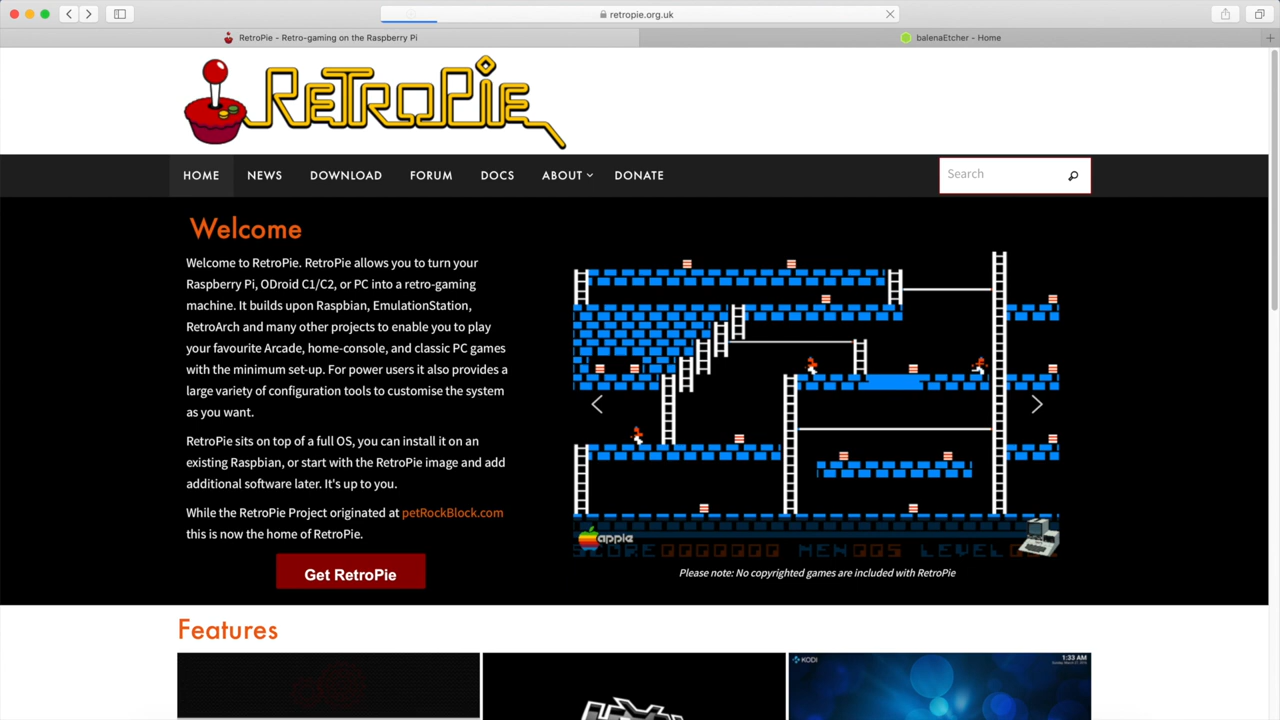 retropie.org.uk
RetroPie - Retro-gaming on the Raspberry Pi
balenaEtcher - Home
RETROPIE
HOME NEWS DOWNLOAD FORUM DOCS ABOUT DONATE
Search
Welcome
Welcome to RetroPie. RetroPie allows you to turn your
Raspberry Pi, ODroid C1/C2, or PC into a retro-gaming
machine. It builds upon Raspbian, EmulationStation,
RetroArch and many other projects to enable you to play
your favourite Arcade, home-console, and classic PC games
with the minimum set-up. For power users it also provides a
large variety of configuration tools to customise the system
as you want.
RetroPie sits on top of a full OS, you can install it on an
existing Raspbian, or start with the RetroPie image and add
additional software later. It's up to you.
While the RetroPie Project originated at petRockBlock.com
this is now the home of RetroPie.
Get RetroPie
apple
SCORE0000000 MEN005 LEVEL
Please note: No copyrighted games are included with RetroPie
Features
KODI
1:33 AM